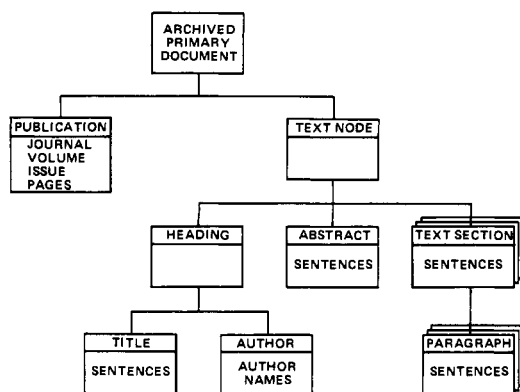 ARCHIVED
PRIMARY
DOCUMENT
PUBLICATION
JOURNAL
VOLUME
ISSUE
PAGES
TEXT NODE
HEADING
ABSTRACT
SENTENCES
TEXT SECTION
SENTENCES
TITLE
SENTENCES
AUTHOR
AUTHOR
NAMES
PARAGRAPH
SENTENCES